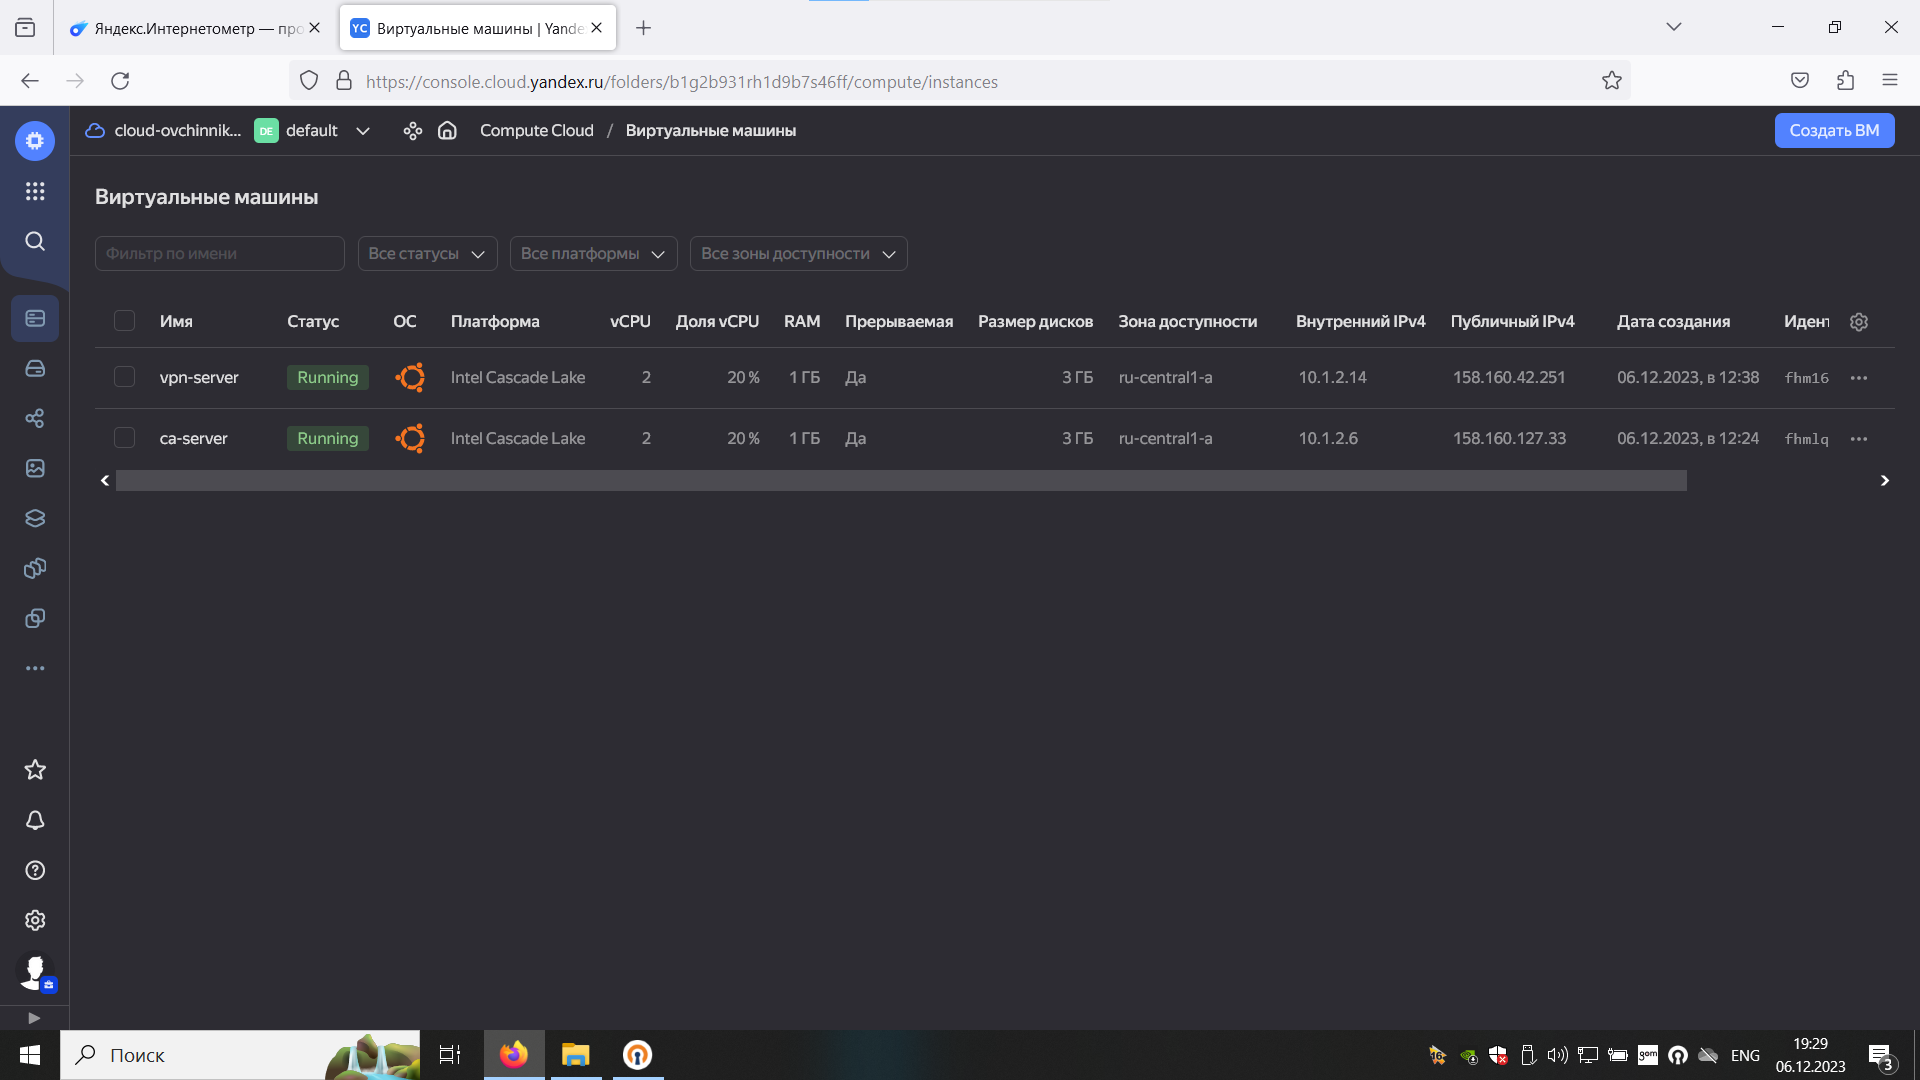 Яндекс.Интернетометр — про
YC Виртуальные машины | Yande
https://console.cloud.yandex.ru/folders/b1g2b931rh1d9b7s46ff/compute/instances
cloud-ovchinnik... DE default Compute Cloud / Виртуальные машины Создать ВМ
Виртуальные машины
Фильтр по имени Все статусы Все платформы Все зоны доступности
Имя Статус ОС Платформа vCPU Доля vCPU RAM Прерываемая Размер дисков Зона доступности Внутренний IPv4 Публичный IPv4 Дата создания Идент
vpn-server Running Intel Cascade Lake 2 20 % 1 ГБ Да 3 ГБ ru-central1-a 10.1.2.14 158.160.42.251 06.12.2023, в 12:38 fhm16
ca-server Running Intel Cascade Lake 2 20 % 1 ГБ Да 3 ГБ ru-central1-a 10.1.2.6 158.160.127.33 06.12.2023, в 12:24 fhmlq
Поиск
gom
ENG
19:29
06.12.2023
3